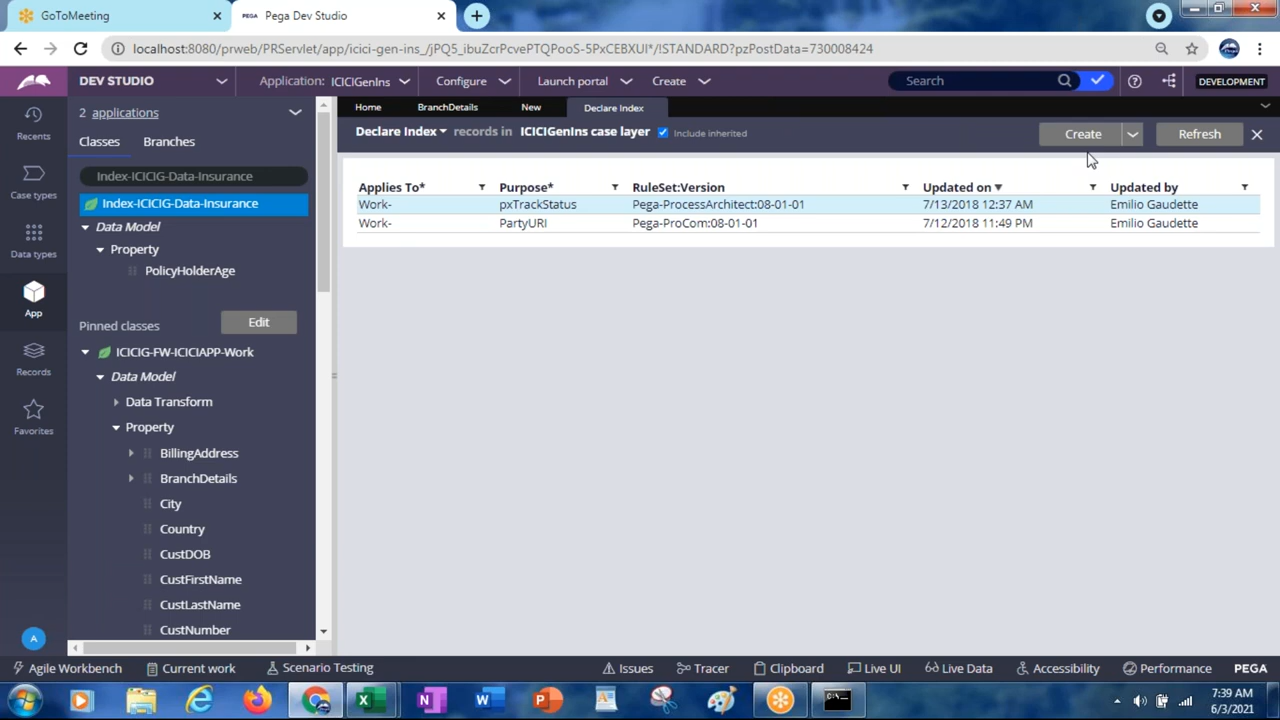 GoToMeeting
PEGA Pega Dev Studio
localhost:8080/prweb/PRServlet/app/icici-gen-ins_/jPQ5_ibuZcrPcvePTQPooS-5PxCEBXUI*/!STANDARD?pzPostData=730008424
DEV STUDIO
Application: ICICIGenIns
Configure
Launch portal
Create
Search
DEVELOPMENT
Recents
Case types
Data types
App
Records
Favorites
A
2 applications
Classes
Branches
Index-ICICIG-Data-Insurance
Index-ICICIG-Data-Insurance
Data Model
Property
PolicyHolderAge
Pinned classes
Edit
ICICIG-FW-ICICIAPP-Work
Data Model
Data Transform
Property
BillingAddress
BranchDetails
City
Country
CustDOB
CustFirstName
CustLastName
CustNumber
Home
BranchDetails
New
Declare Index
Declare Index records in ICICIGenIns case layer Include inherited
Create
Refresh
Applies To* Purpose* RuleSet:Version Updated on Updated by
Work- pxTrackStatus Pega-ProcessArchitect:08-01-01 7/13/2018 12:37 AM Emilio Gaudette
Work- PartyURI Pega-ProCom:08-01-01 7/12/2018 11:49 PM Emilio Gaudette
Agile Workbench
Current work
Scenario Testing
Issues
Tracer
Clipboard
Live UI
Live Data
Accessibility
Performance
PEGA
7:39 AM
6/3/2021